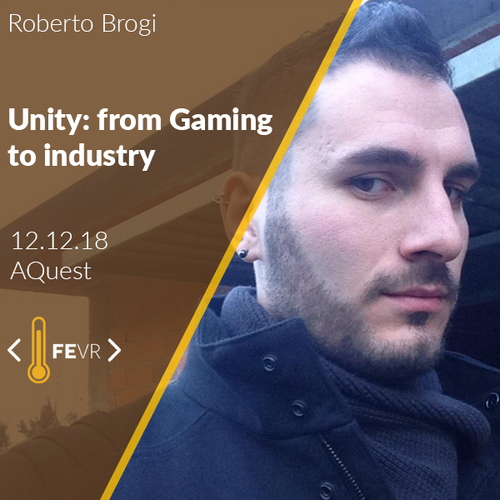 Roberto Brogi
Unity: from Gaming
to industry
12.12.18
AQuest
< FEVR >